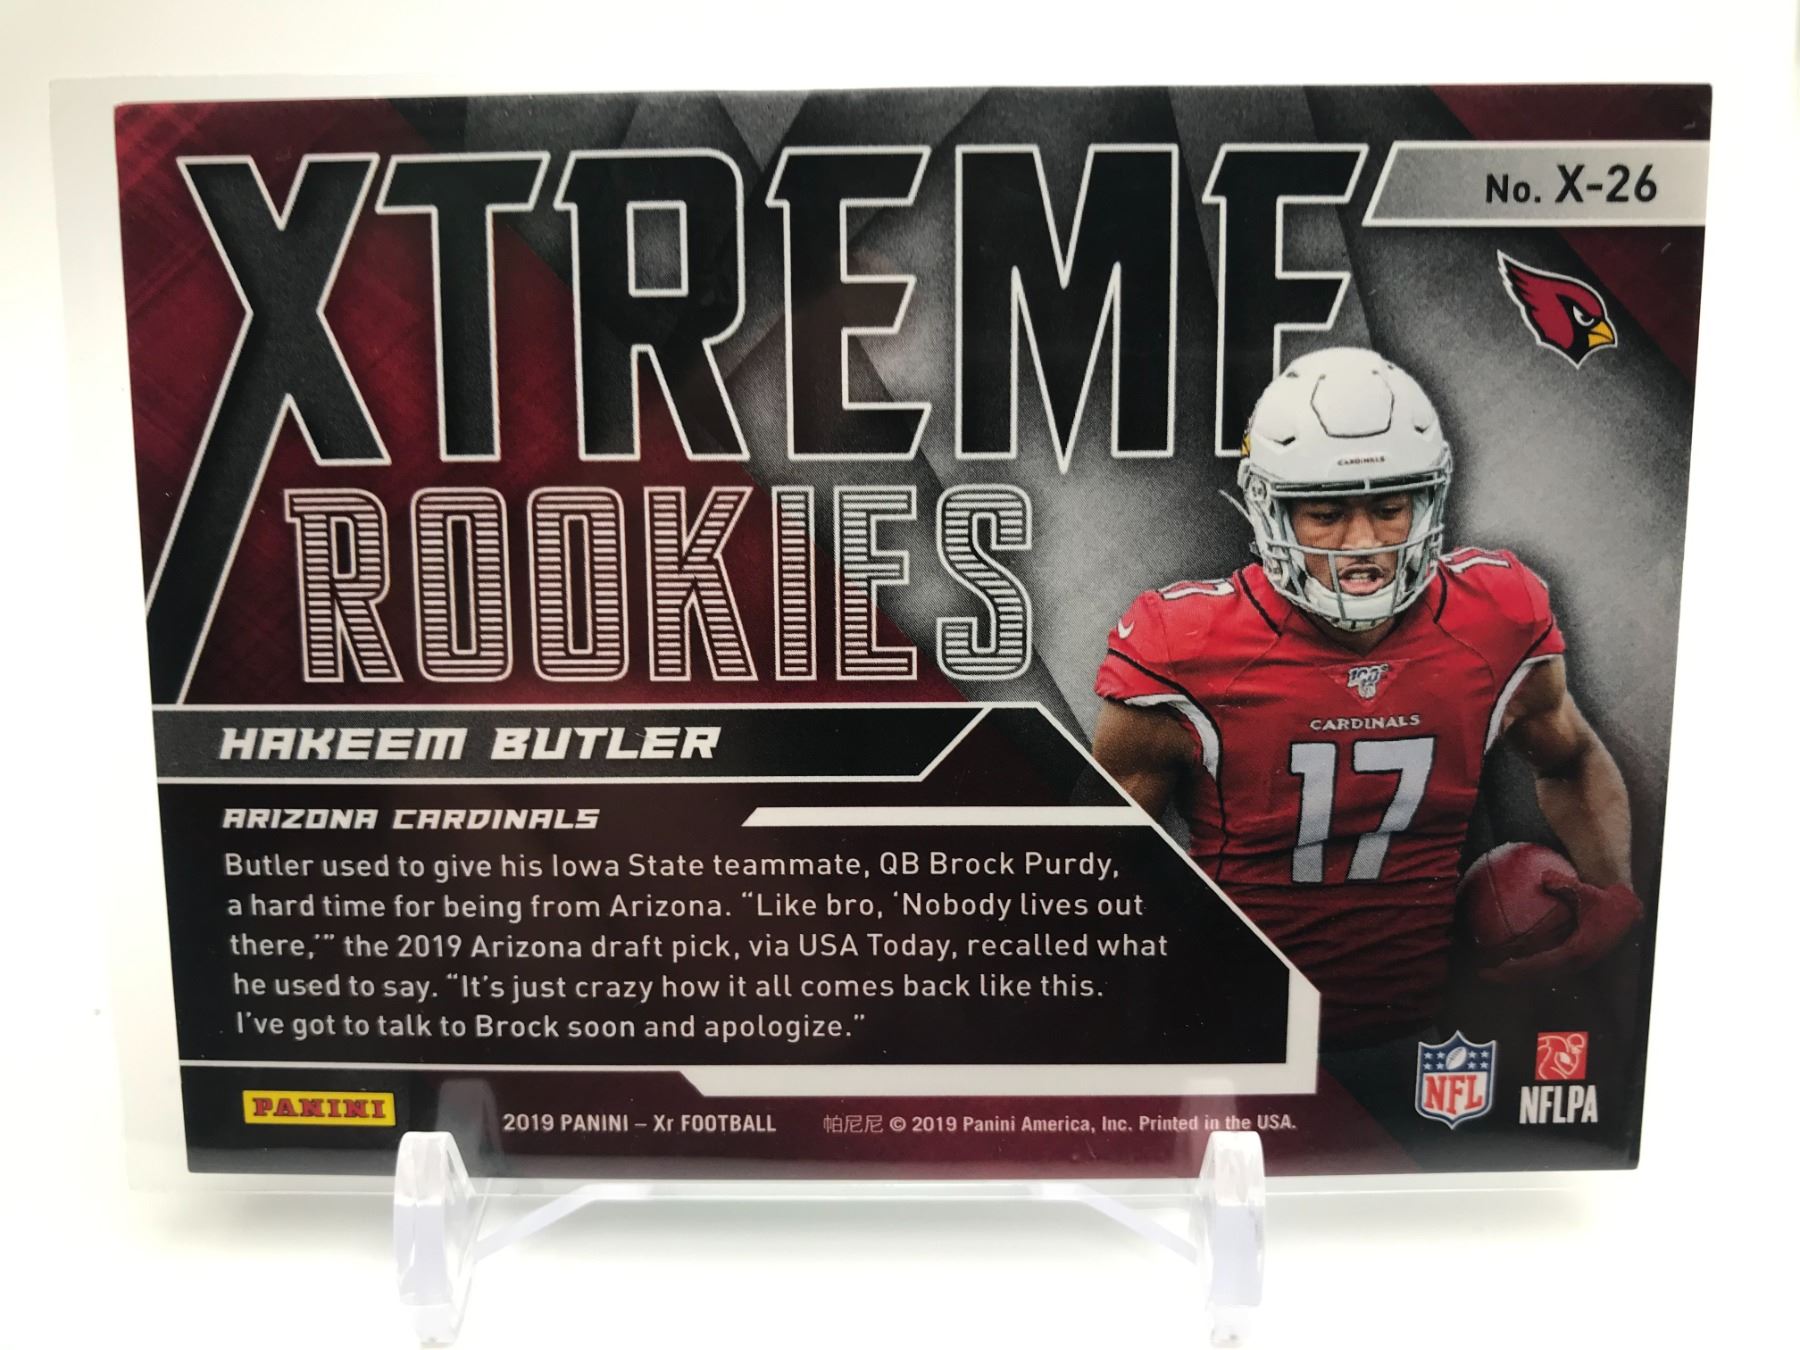 XTREME
No. X-26
ROOKIES
CARDINALS
17
17
CARDINALS
17
HAKEEM BUTLER
ARIZONA CARDINALS
Butler used to give his Iowa State teammate, QB Brock Purdy,
a hard time for being from Arizona. “Like bro, ‘Nobody lives out
there,’” the 2019 Arizona draft pick, via USA Today, recalled what
he used to say. “It’s just crazy how it all comes back like this.
I’ve got to talk to Brock soon and apologize.”
PANINI
2019 PANINI – Xr FOOTBALL
帕尼尼 © 2019 Panini America, Inc. Printed in the USA.
NFL
NFLPA